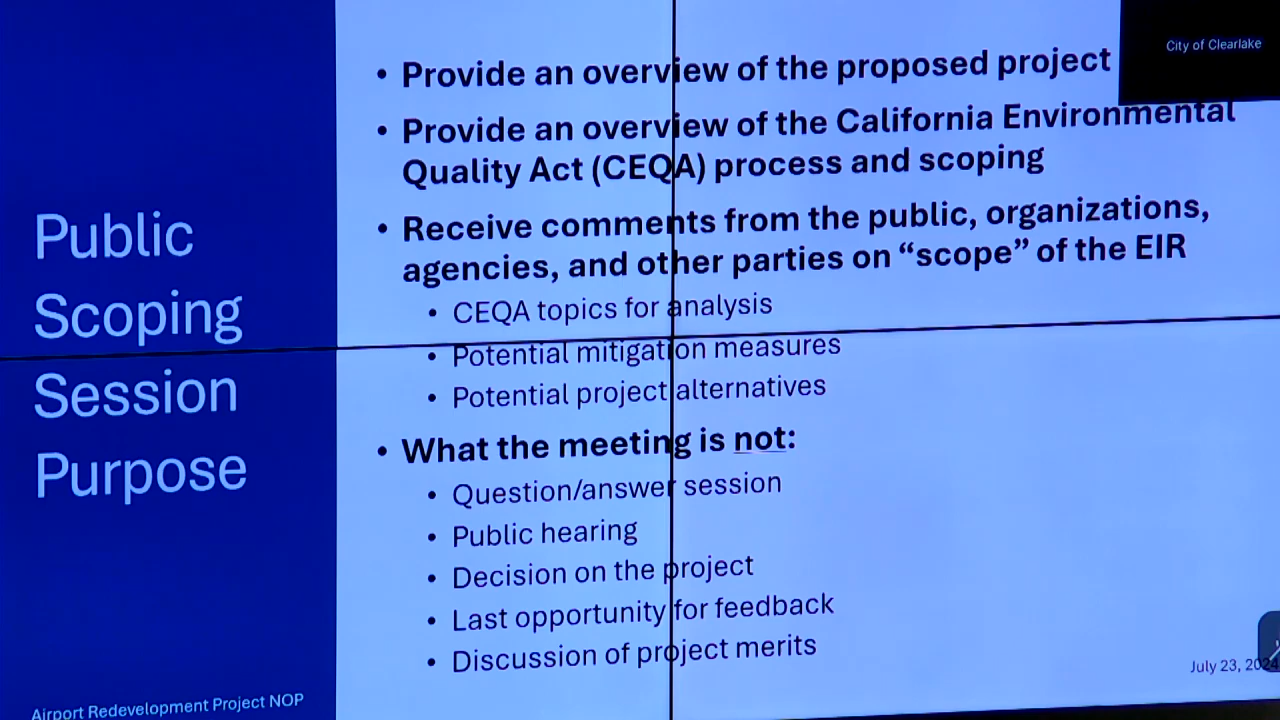 City of Clearlake
Public
Scoping
Session
Purpose
• Provide an overview of the proposed project
• Provide an overview of the California Environmental
Quality Act (CEQA) process and scoping
• Receive comments from the public, organizations,
agencies, and other parties on “scope” of the EIR
• CEQA topics for analysis
• Potential mitigation measures
• Potential project alternatives
• What the meeting is not:
• Question/answer session
• Public hearing
• Decision on the project
• Last opportunity for feedback
• Discussion of project merits
Airport Redevelopment Project NOP
July 23, 2024